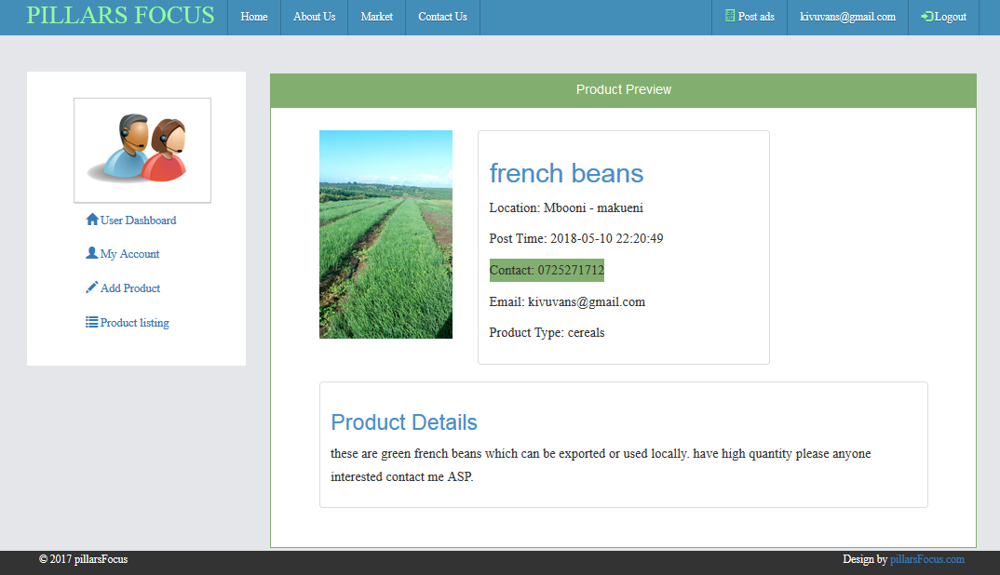 PILLARS FOCUS Home About Us Market Contact Us Post ads kivuvans@gmail.com Logout
User Dashboard
My Account
Add Product
Product listing
Product Preview
french beans
Location: Mbooni - makueni
Post Time: 2018-05-10 22:20:49
Contact: 0725271712
Email: kivuvans@gmail.com
Product Type: cereals
Product Details
these are green french beans which can be exported or used locally. have high quantity please anyone
interested contact me ASP.
© 2017 pillarsFocus Design by pillarsFocus.com